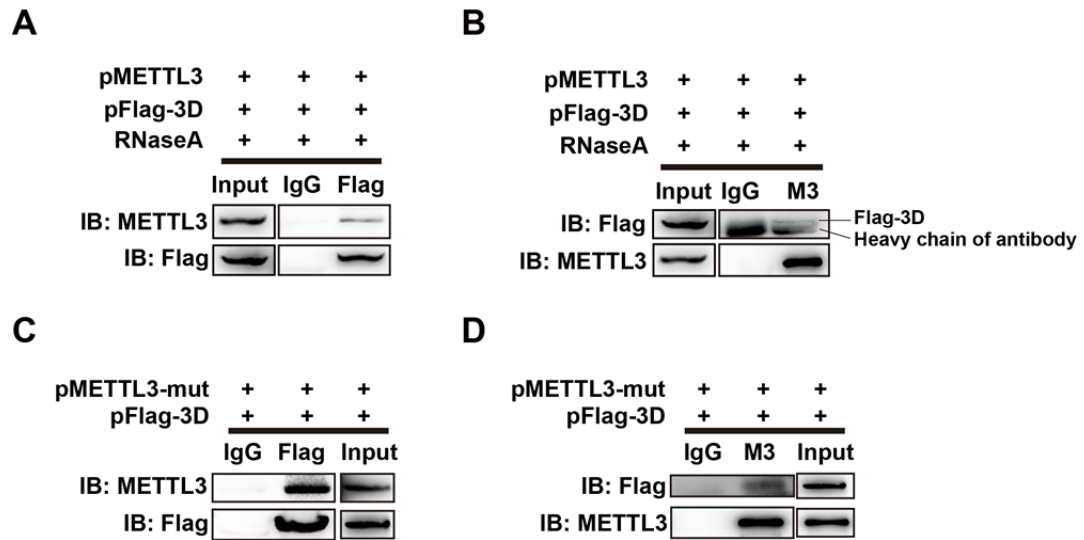 A
pMETTL3 + + +
pFlag-3D + + +
RNaseA + + +
Input IgG Flag
IB: METTL3
IB: Flag
B
pMETTL3 + + +
pFlag-3D + + +
RNaseA + + +
Input IgG M3
IB: Flag
Flag-3D
Heavy chain of antibody
IB: METTL3
C
pMETTL3-mut + + +
pFlag-3D + + +
IgG Flag Input
IB: METTL3
IB: Flag
D
pMETTL3-mut + + +
pFlag-3D + + +
IgG M3 Input
IB: Flag
IB: METTL3